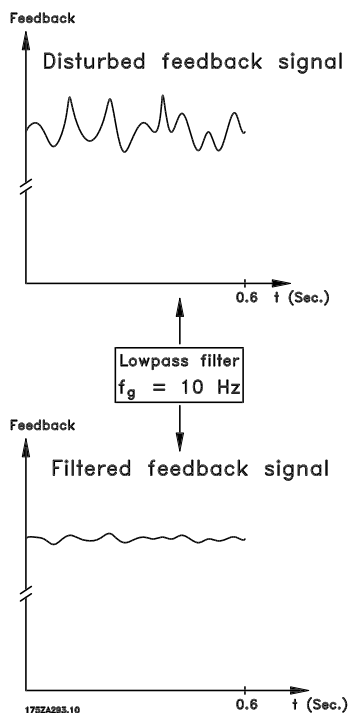 Feedback
Disturbed feedback signal
0.6 t (Sec.)
Lowpass filter
fg = 10 Hz
Feedback
Filtered feedback signal
0.6 t (Sec.)
175ZA293.10